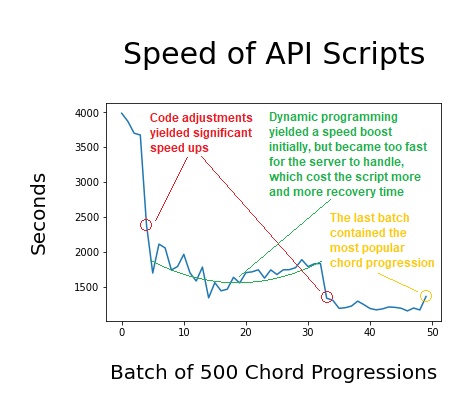 Speed of API Scripts
Code adjustments
yielded significant
speed ups
Dynamic programming
yielded a speed boost
initially, but became too fast
for the server to handle,
which cost the script more
and more recovery time
The last batch
contained the
most popular
chord progression
Seconds
4000
3500
3000
2500
2000
1500
0
10
20
30
40
50
Batch of 500 Chord Progressions